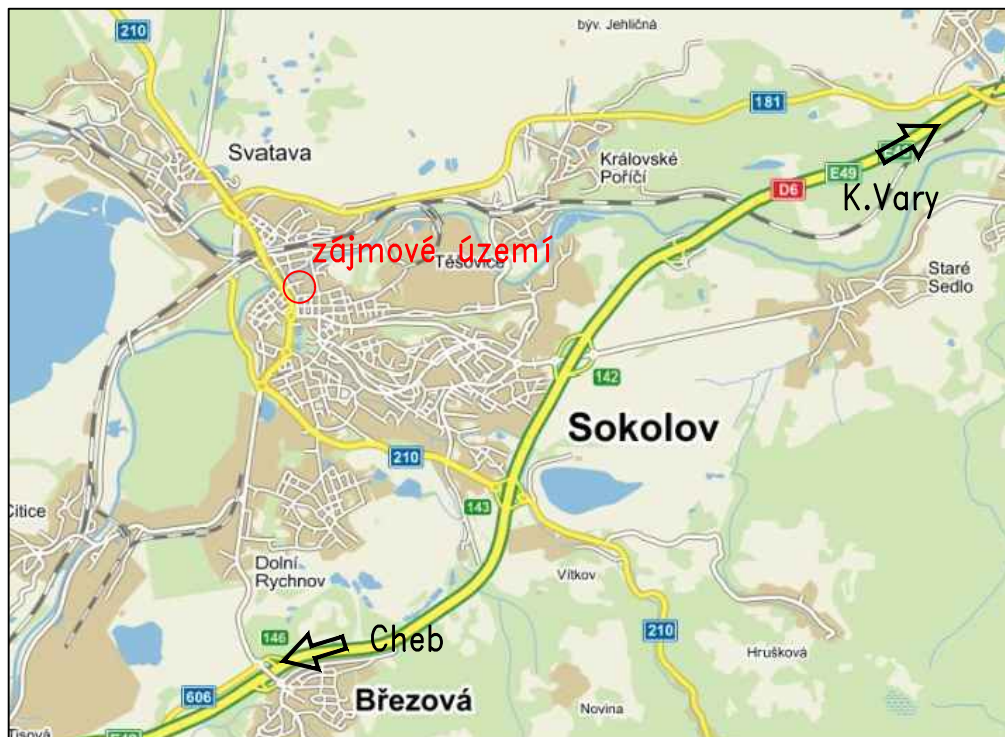 210
býv. Jehličná
181
Svatava
Královské
Poříčí
E49
D6
K.Vary
zájmové území
Těšovice
Staré
Sedlo
142
Sokolov
210
143
Citice
Dolní
Rychnov
Vítkov
146
Cheb
210
Hrušková
606
Březová
Novina